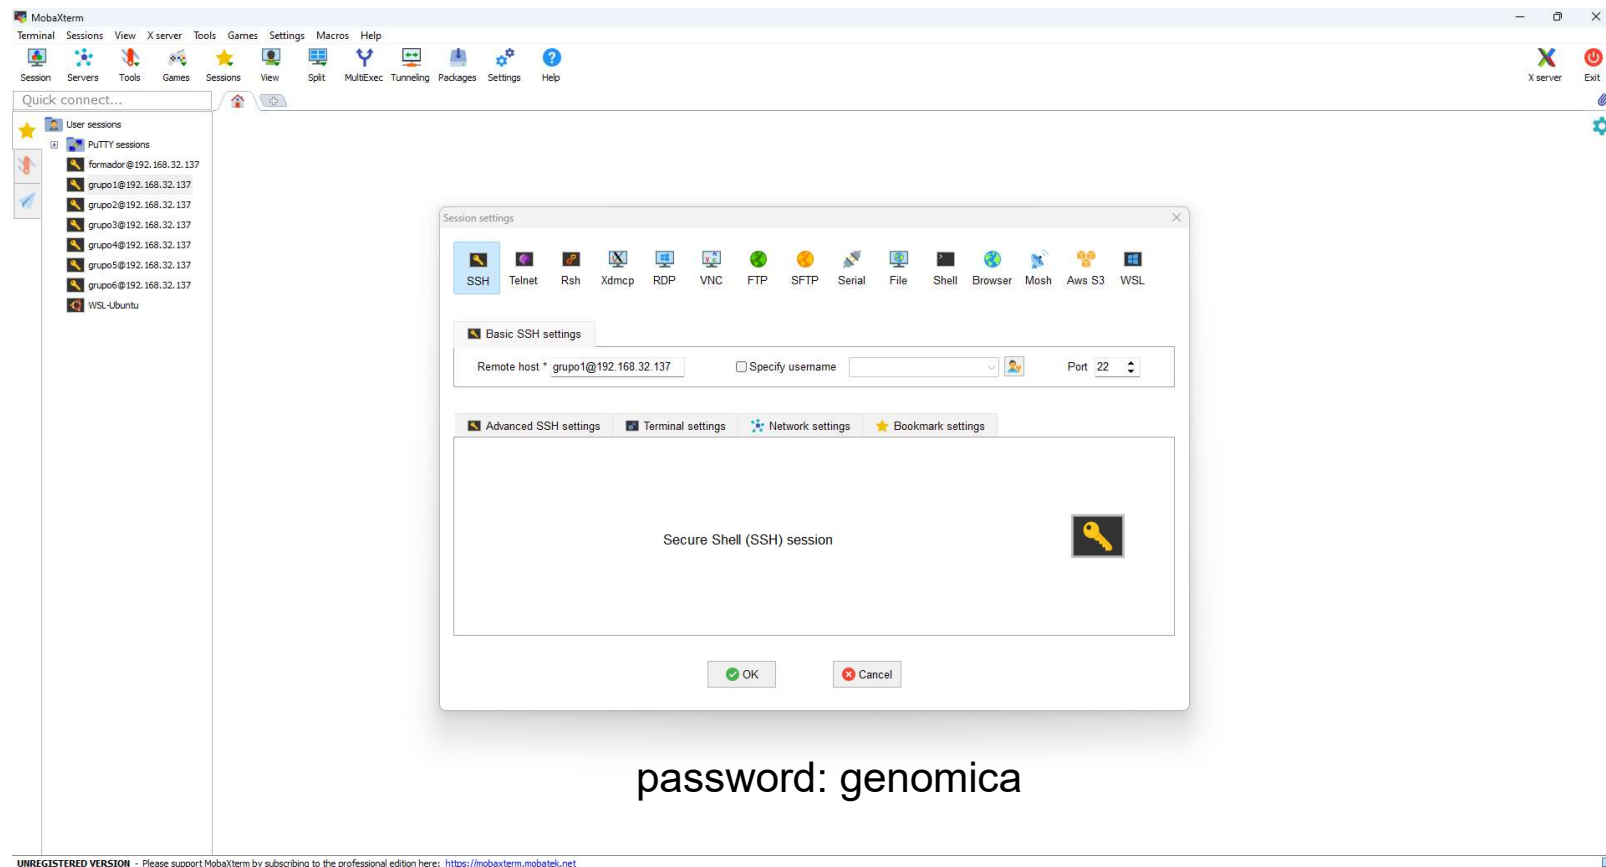 MobaXterm
Terminal Sessions View X server Tools Games Settings Macros Help
Session Servers Tools Games Sessions View Split MultiExec Tunneling Packages Settings Help X server Exit
Quick connect...
User sessions
PuTTY sessions
formador@192.168.32.137
grupo1@192.168.32.137
grupo2@192.168.32.137
grupo3@192.168.32.137
grupo4@192.168.32.137
grupo5@192.168.32.137
grupo6@192.168.32.137
WSL-Ubuntu
Session settings
SSH Telnet Rsh Xdmcp RDP VNC FTP SFTP Serial File Shell Browser Mosh Aws S3 WSL
Basic SSH settings
Remote host * grupo1@192.168.32.137 Specify username Port 22
Advanced SSH settings Terminal settings Network settings Bookmark settings
Secure Shell (SSH) session
OK Cancel
password: genomica
UNREGISTERED VERSION - Please support MobaXterm by subscribing to the professional edition here: https://mobaxterm.mobatek.net